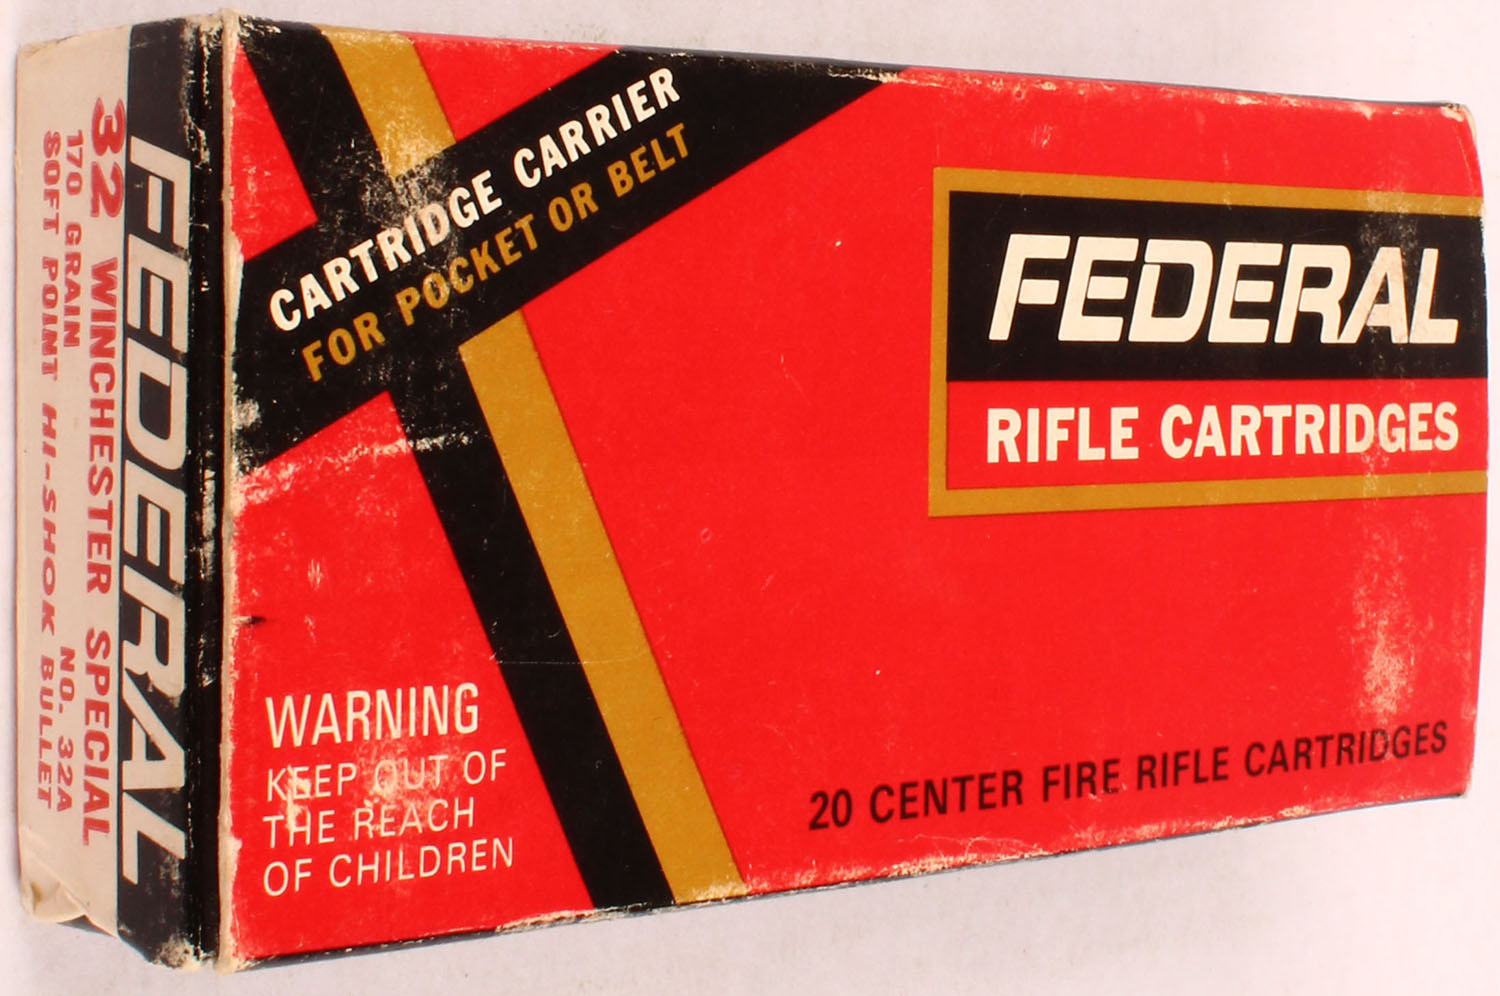 CARTRIDGE CARRIER
FOR POCKET OR BELT
FEDERAL
RIFLE CARTRIDGES
WARNING
KEEP OUT OF
THE REACH
OF CHILDREN
20 CENTER FIRE RIFLE CARTRIDGES
FEDERAL
32 WINCHESTER SPECIAL
170 GRAIN NO. 32A
SOFT POINT HI-SHOK BULLET